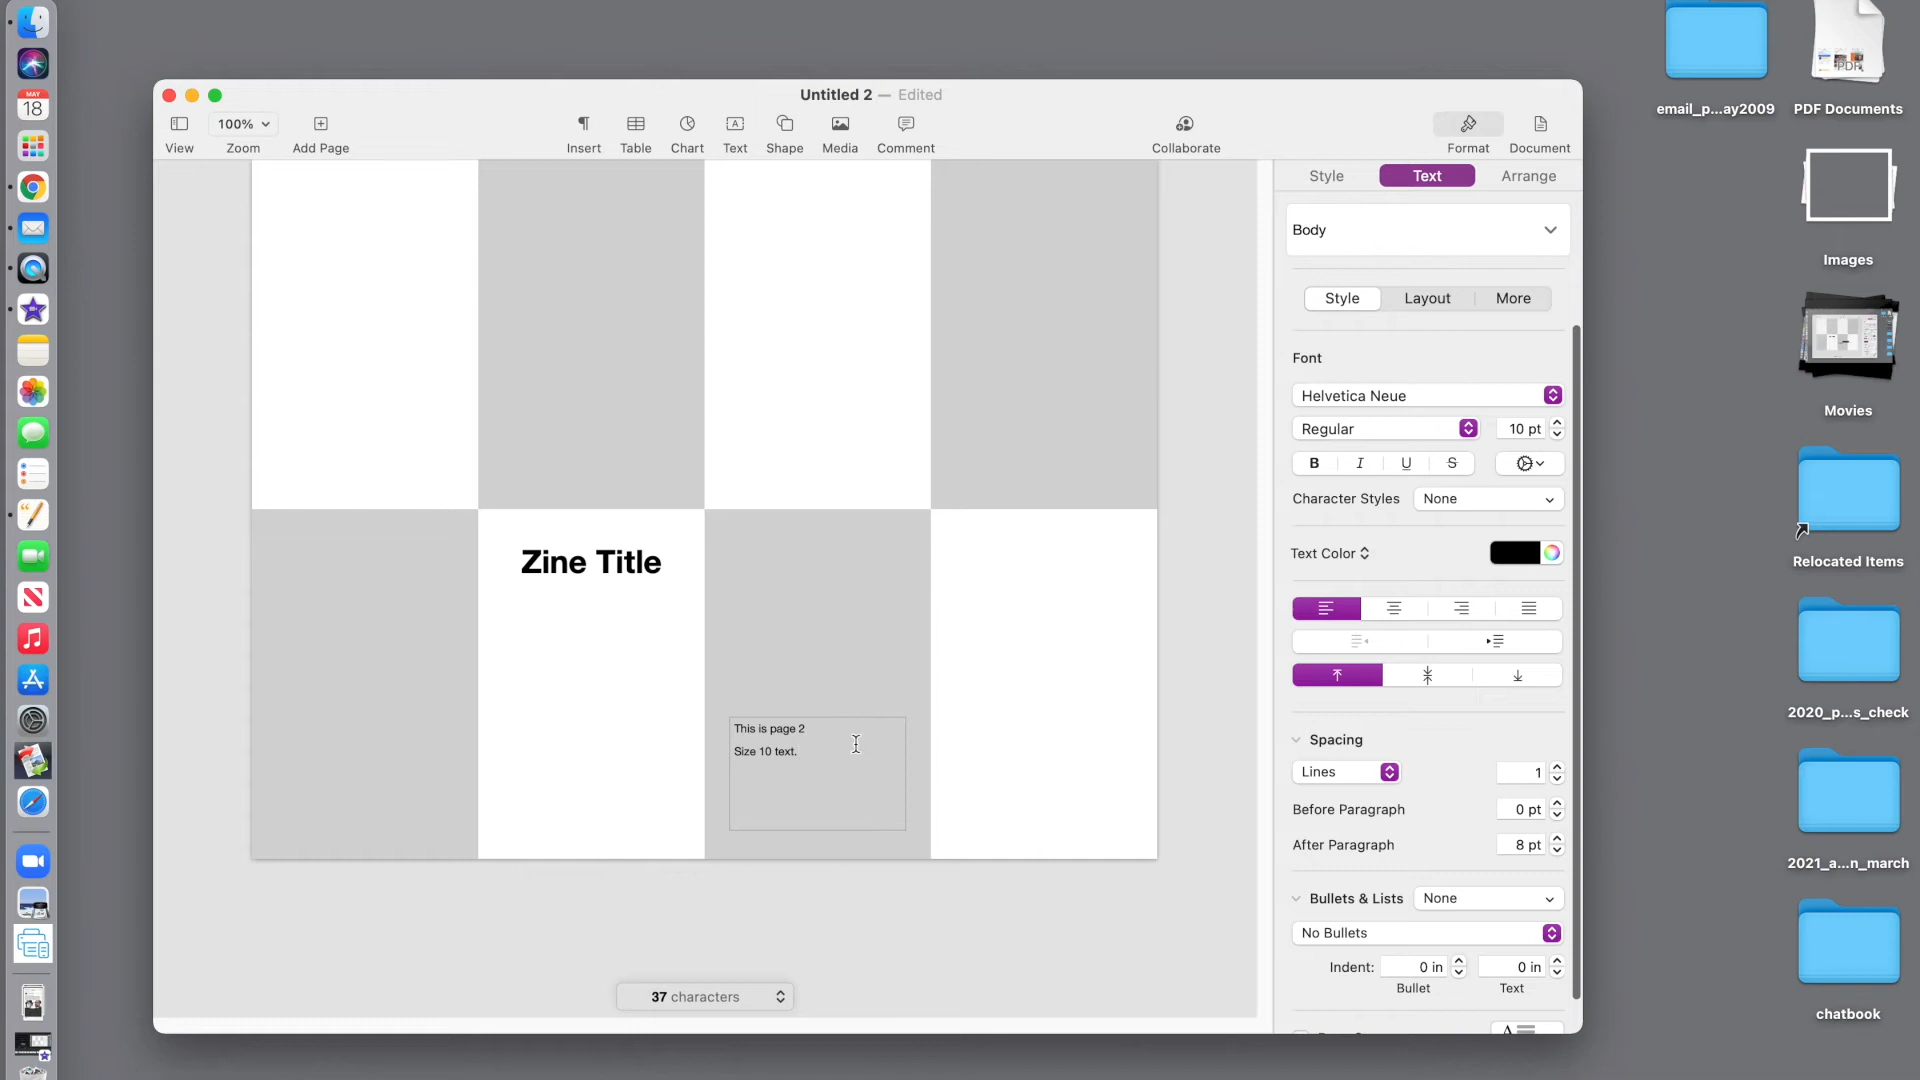 MAY
18
Untitled 2 — Edited
100%
View
Zoom
Add Page
Insert
Table
Chart
Text
Shape
Media
Comment
Collaborate
Format
Document
Style
Text
Arrange
Body
Style
Layout
More
Font
Helvetica Neue
Regular
10 pt
B
I
U
S
Character Styles
None
Text Color
Spacing
Lines
1
Before Paragraph
0 pt
After Paragraph
8 pt
Bullets & Lists
None
No Bullets
Indent:
0 in
0 in
Bullet
Text
Zine Title
This is page 2
Size 10 text.
37 characters
email_p...ay2009
PDF
PDF Documents
Images
Movies
Relocated Items
2020_p...s_check
2021_a...n_march
chatbook